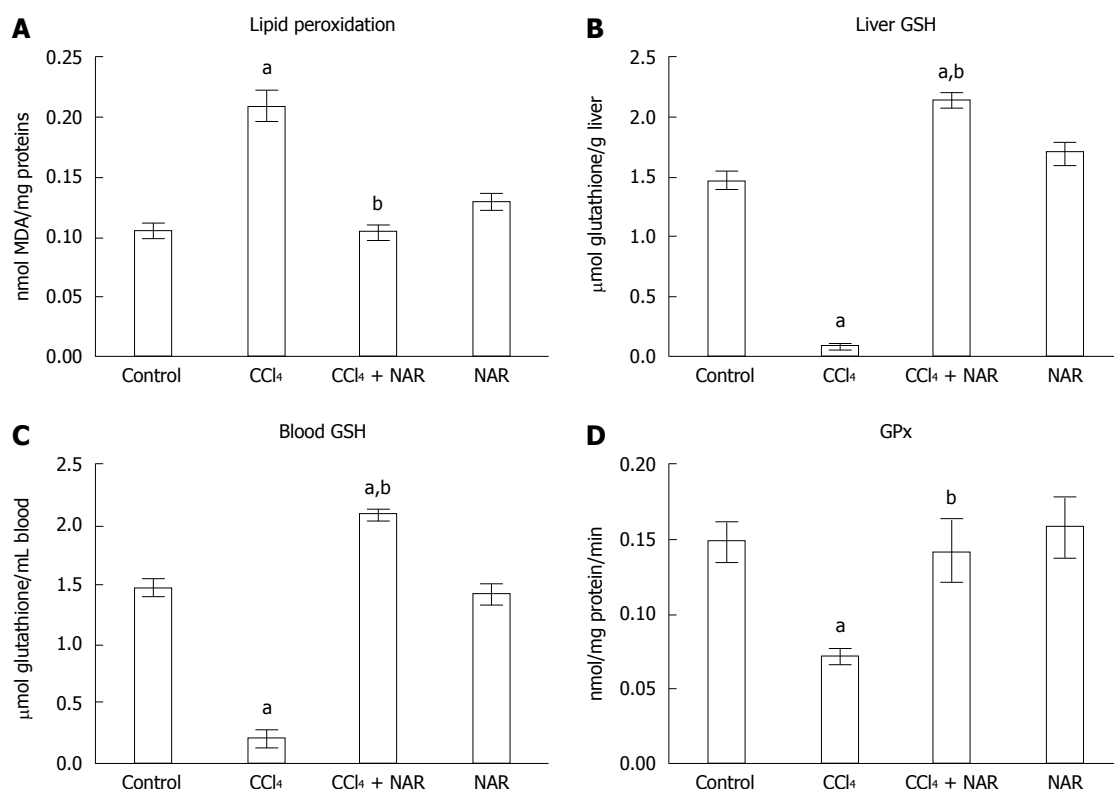 A
Lipid peroxidation
nmol MDA/mg proteins
0.25
0.20
0.15
0.10
0.05
0.00
a
b
Control CCl₄ CCl₄ + NAR NAR
B
Liver GSH
μmol glutathione/g liver
2.5
2.0
1.5
1.0
0.5
0.0
a
a,b
Control CCl₄ CCl₄ + NAR NAR
C
Blood GSH
μmol glutathione/mL blood
2.5
2.0
1.5
1.0
0.5
0.0
a
a,b
Control CCl₄ CCl₄ + NAR NAR
D
GPx
nmol/mg protein/min
0.20
0.15
0.10
0.05
0.00
a
b
Control CCl₄ CCl₄ + NAR NAR